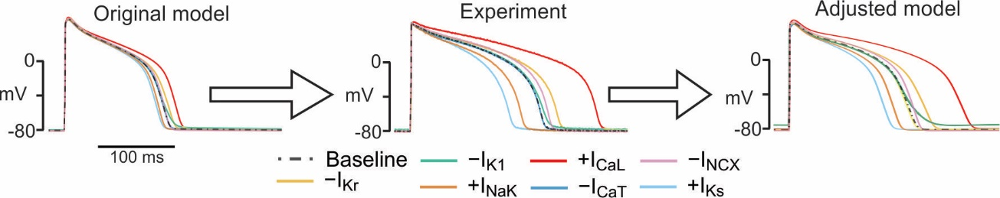 Original model
Experiment
Adjusted model
0
mV
-80
100 ms
0
mV
-80
0
mV
-80
Baseline
−IK1
+ICaL
−INCX
−IKr
+INaK
−ICaT
+IKs